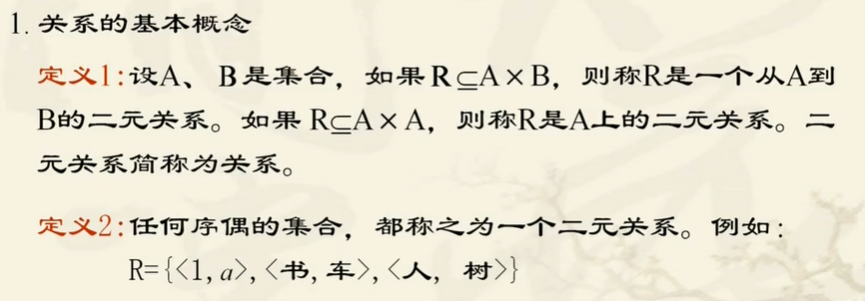 1. 关系的基本概念
定义1:设A、 B是集合，如果 R⊆A×B，则称R是一个从A到
B的二元关系。如果 R⊆A×A，则称R是A上的二元关系。二
元关系简称为关系。
定义2:任何序偶的集合，都称之为一个二元关系。例如：
R={<1,a>,<书,车>,<人， 树>}